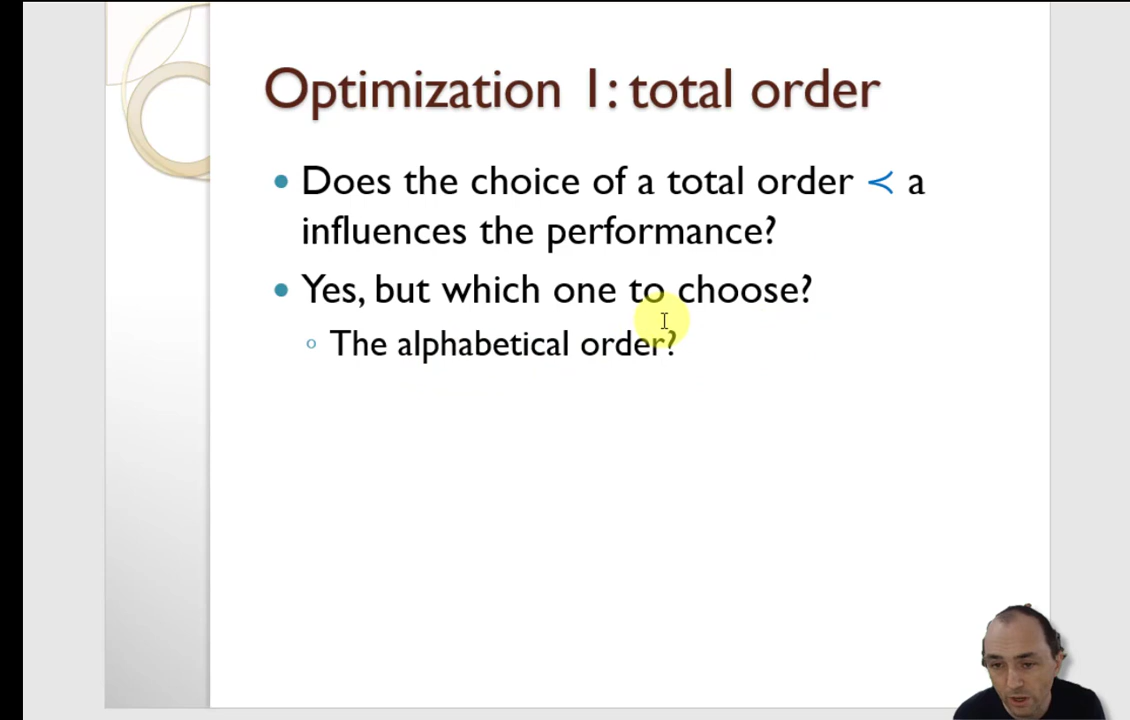 Optimization 1: total order
• Does the choice of a total order ≺ a
influences the performance?
• Yes, but which one to choose?
○ The alphabetical order?